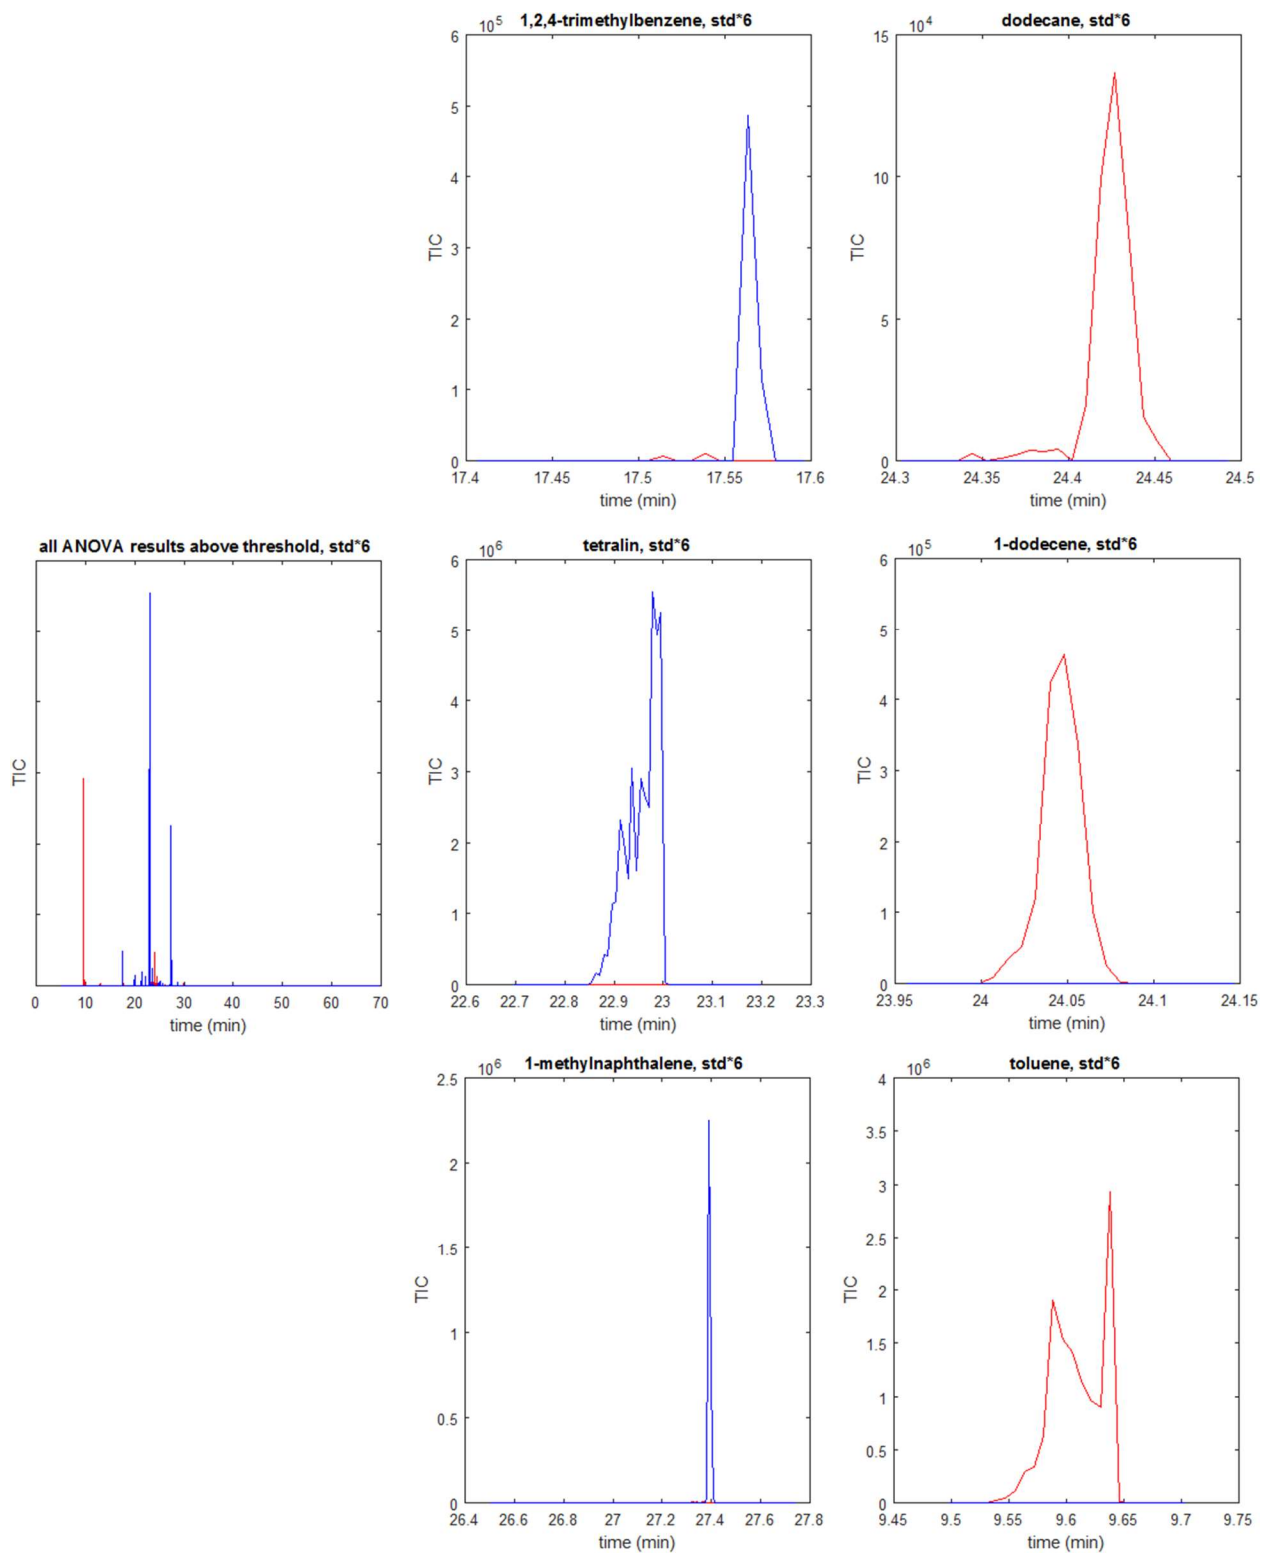 1,2,4-trimethylbenzene, std*6
10^5
6
5
4
3
2
1
0
TIC
17.4 17.45 17.5 17.55 17.6
time (min)
dodecane, std*6
10^4
15
10
5
0
TIC
24.3 24.35 24.4 24.45 24.5
time (min)
all ANOVA results above threshold, std*6
TIC
0 10 20 30 40 50 60 70
time (min)
tetralin, std*6
10^6
6
5
4
3
2
1
0
TIC
22.6 22.7 22.8 22.9 23 23.1 23.2 23.3
time (min)
1-dodecene, std*6
10^5
6
5
4
3
2
1
0
TIC
23.95 24 24.05 24.1 24.15
time (min)
1-methylnaphthalene, std*6
10^6
2.5
2
1.5
1
0.5
0
TIC
26.4 26.6 26.8 27 27.2 27.4 27.6 27.8
time (min)
toluene, std*6
10^6
4
3.5
3
2.5
2
1.5
1
0.5
0
TIC
9.45 9.5 9.55 9.6 9.65 9.7 9.75
time (min)